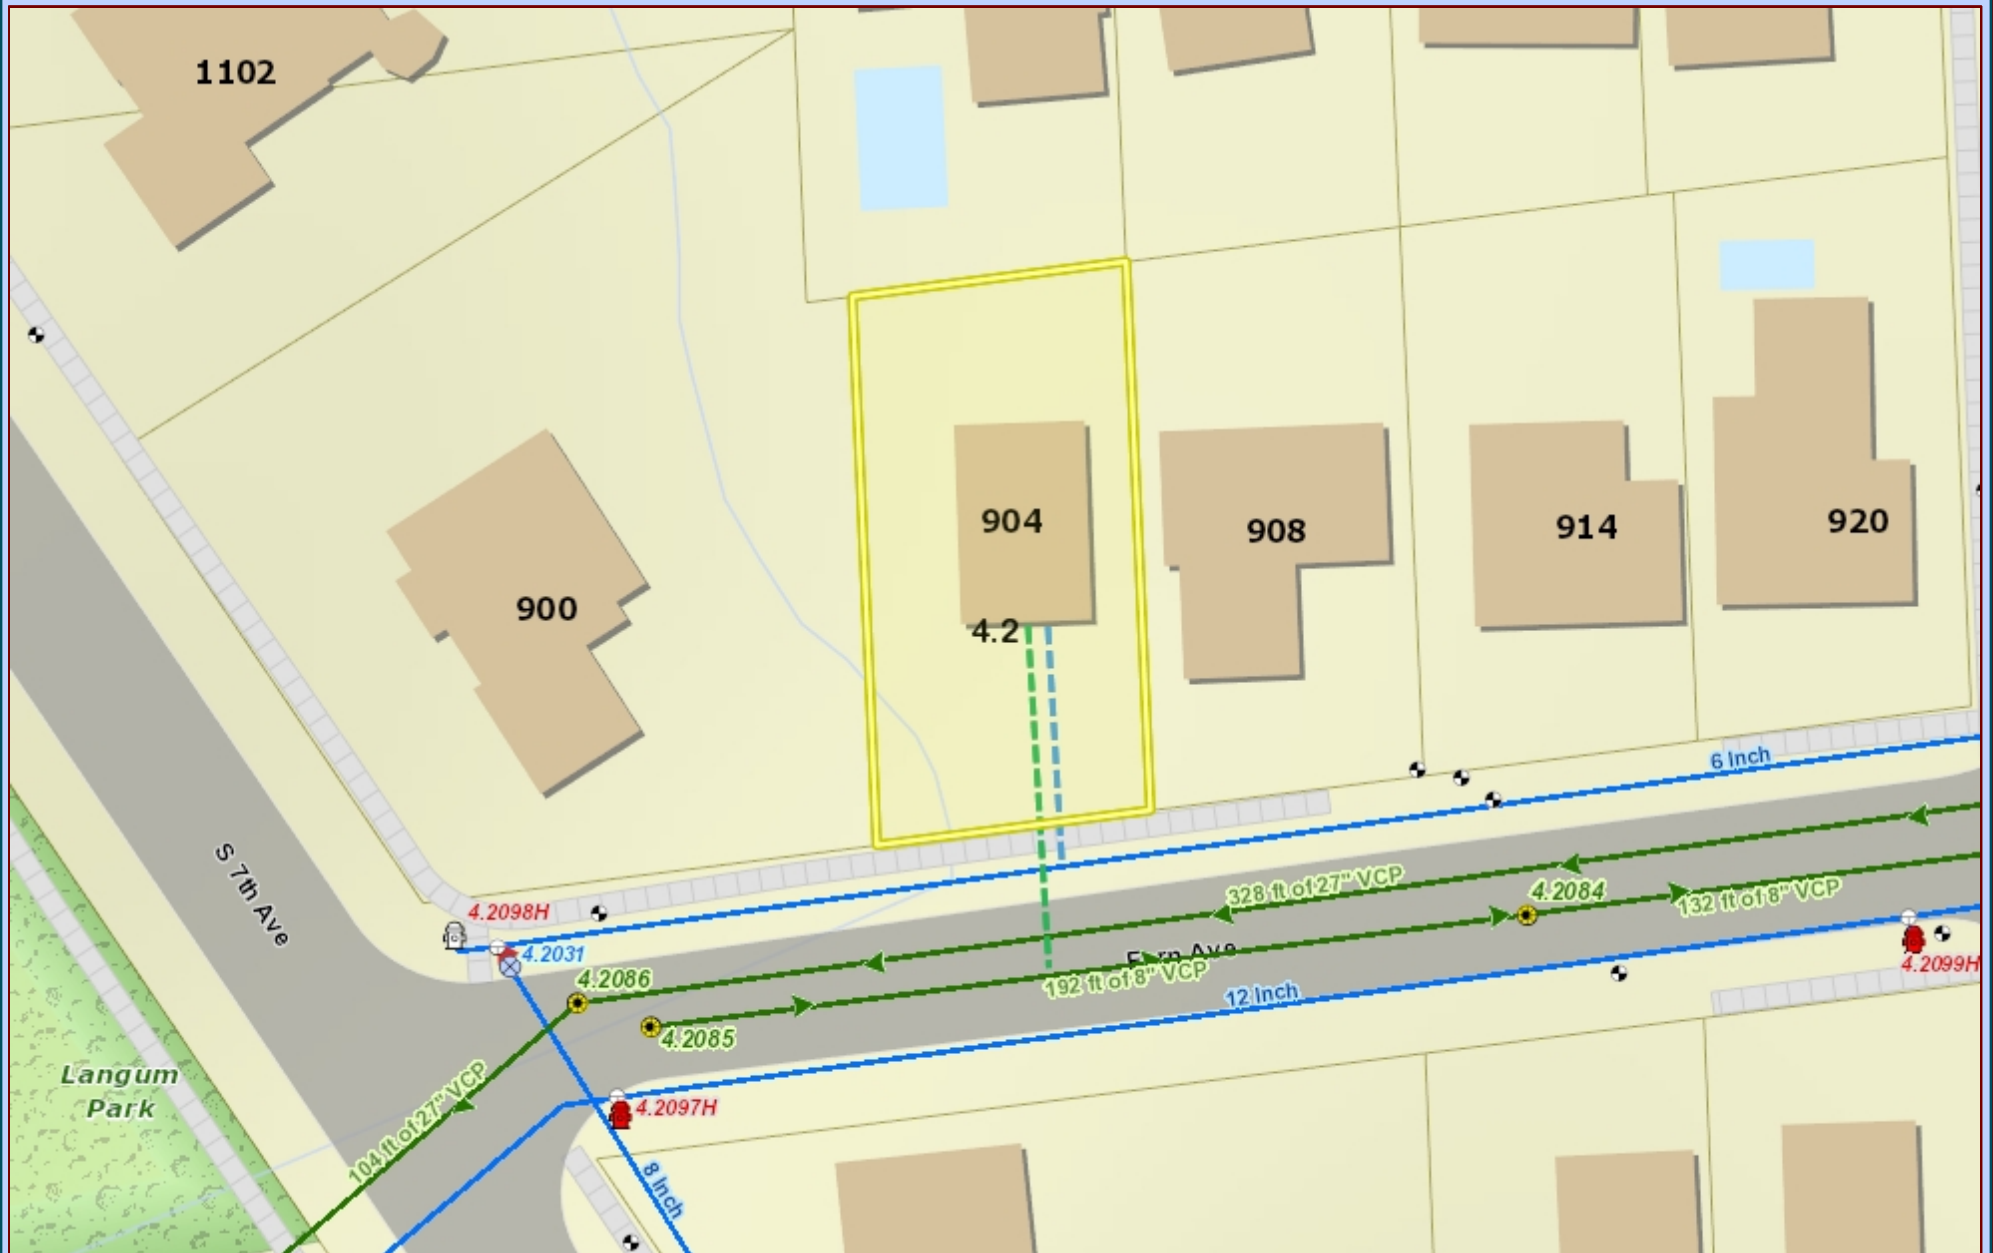 1102
904
908
914
920
4.2
900
6 Inch
S 7th Ave
328 ft of 27" VCP
4.2084
132 ft of 8" VCP
4.2098H
4.2031
Fern Ave
4.2099H
4.2086
192 ft of 8" VCP
12 Inch
4.2085
Langum
Park
104 ft of 27" VCP
4.2097H
8 Inch